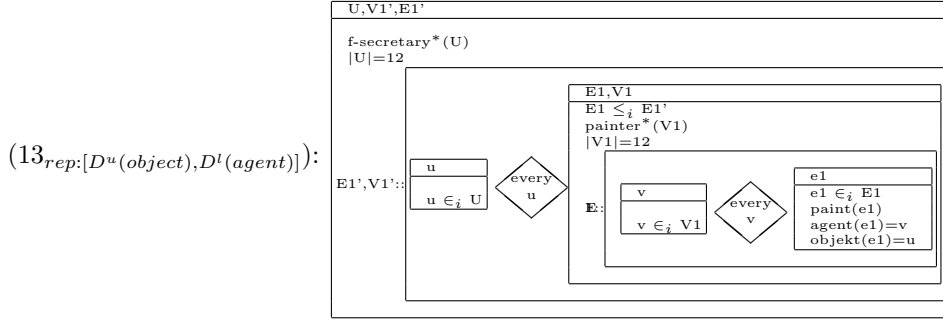 U,V1',E1'
f-secretary*(U)
|U|=12
E1,V1
E1 ≤i E1'
painter*(V1)
|V1|=12
(13rep:[Du(object),Dl(agent)]):
E1',V1'::
u
u ∈i U
every
u
v
v ∈i V1
every
v
e1
e1 ∈i E1
paint(e1)
agent(e1)=v
objekt(e1)=u